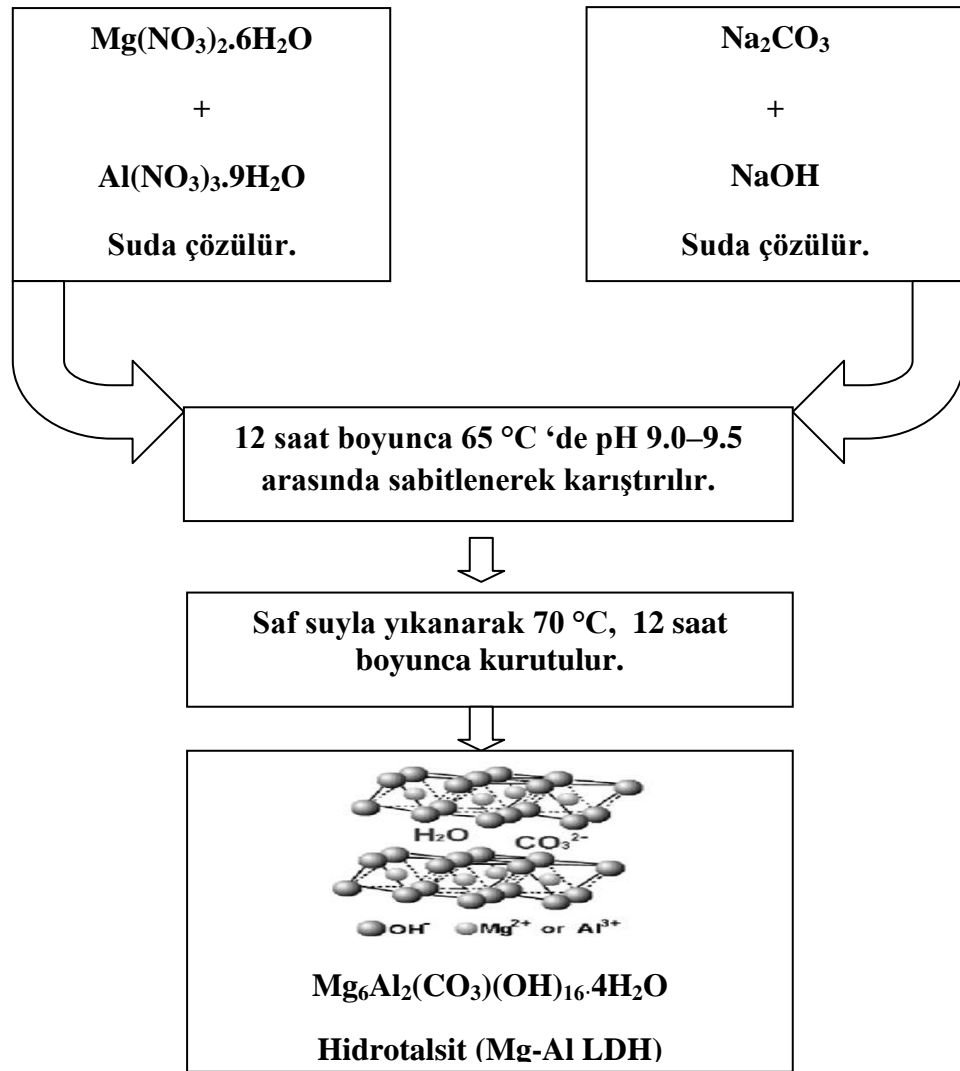 Mg(NO₃)₂.6H₂O
+
Al(NO₃)₃.9H₂O
Suda çözülür.
Na₂CO₃
+
NaOH
Suda çözülür.
12 saat boyunca 65 °C ‘de pH 9.0–9.5
arasında sabitlenerek karıştırılır.
Saf suyla yıkanarak 70 °C, 12 saat
boyunca kurutulur.
H₂O CO₃²⁻
OH⁻ Mg²⁺ or Al³⁺
Mg₆Al₂(CO₃)(OH)₁₆.4H₂O
Hidrotalsit (Mg-Al LDH)